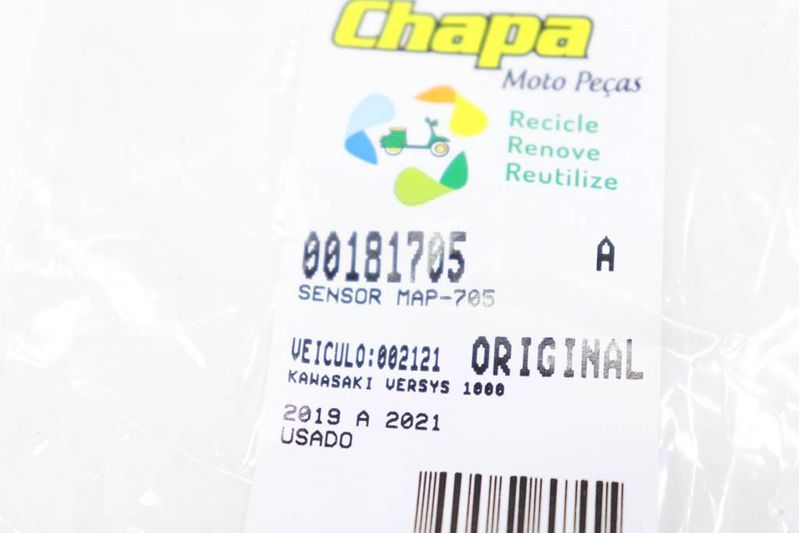 Chapa
Moto Peças
Recicle
Renove
Reutilize
00181705 A
SENSOR MAP-705
VEICULO:002121 ORIGINAL
KAWASAKI VERSYS 1000
2019 A 2021
USADO